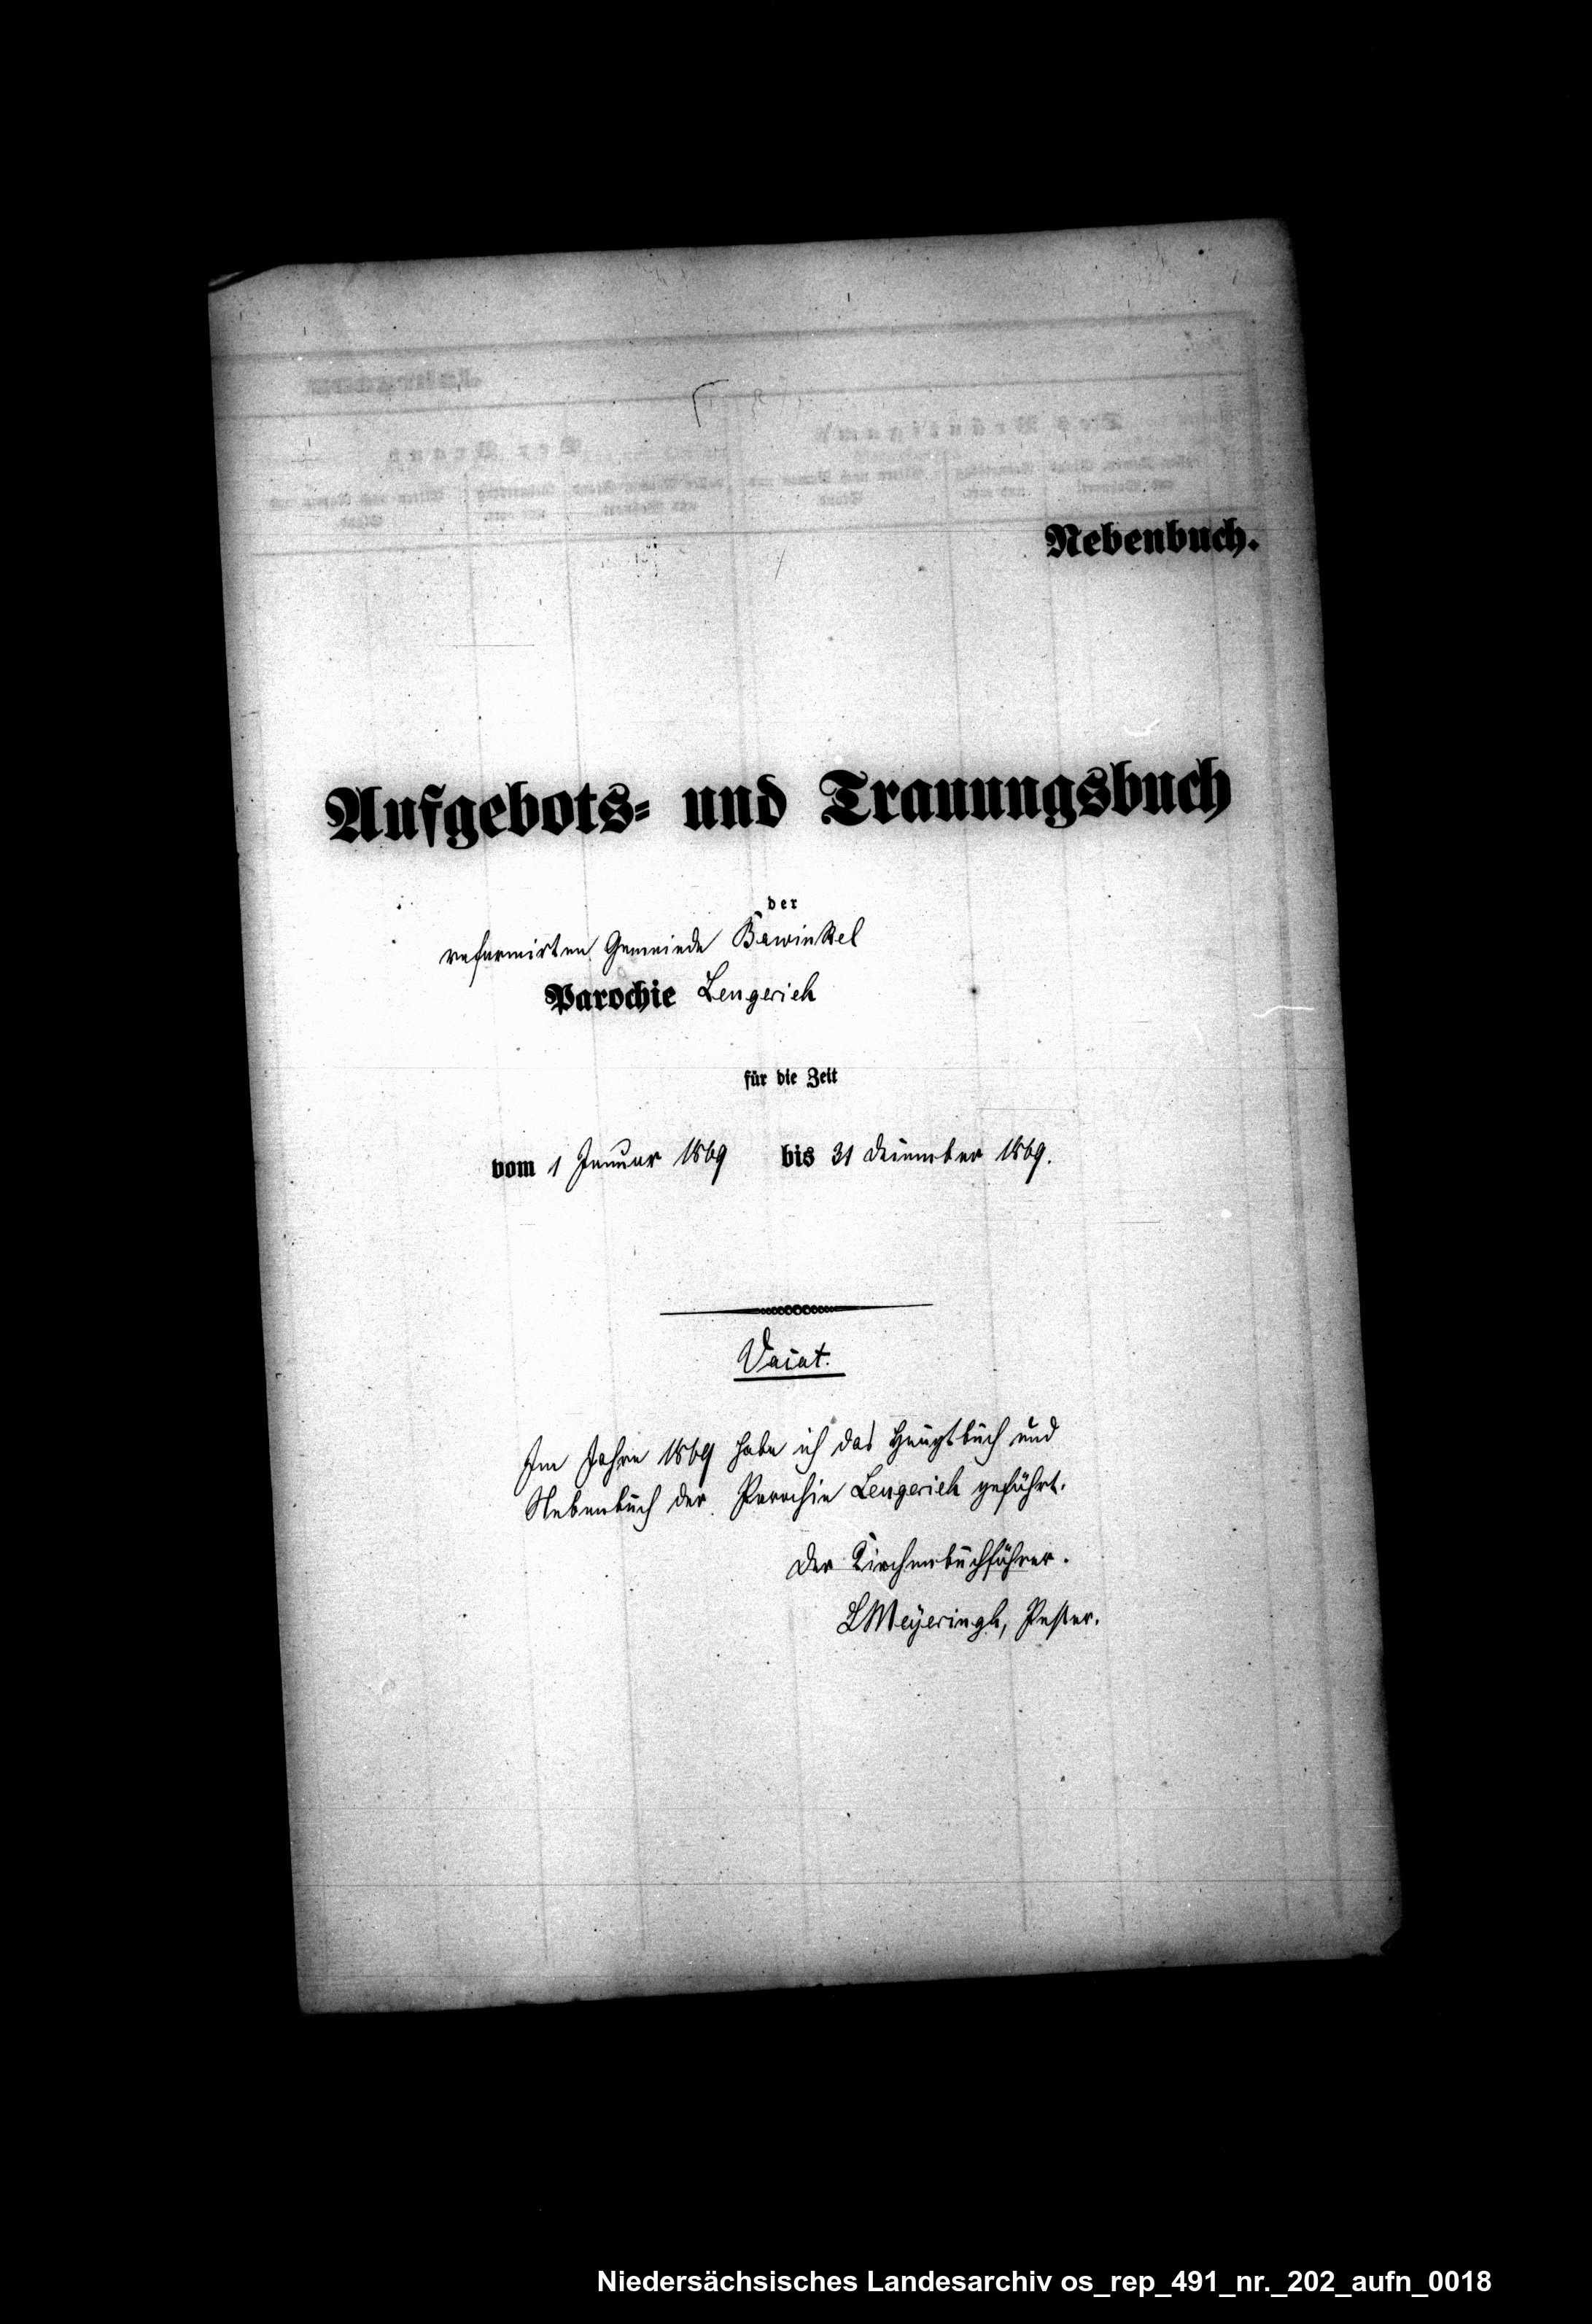 Nebenbuch.
Aufgebots- und Trauungsbuch
der
reformirten Gemeinde Bawinkel
Parochie Lengerich
für die Zeit
vom 1 Januar 1869 bis 31 December 1869.
Vacat.
Im Jahre 1869 habe ich das Hauptbuch und
Nebenbuch der Parochie Lengerich geführt.
Der Kirchenbuchführer.
LMeyeringh, Pastor.
Niedersächsisches Landesarchiv os_rep_491_nr._202_aufn_0018